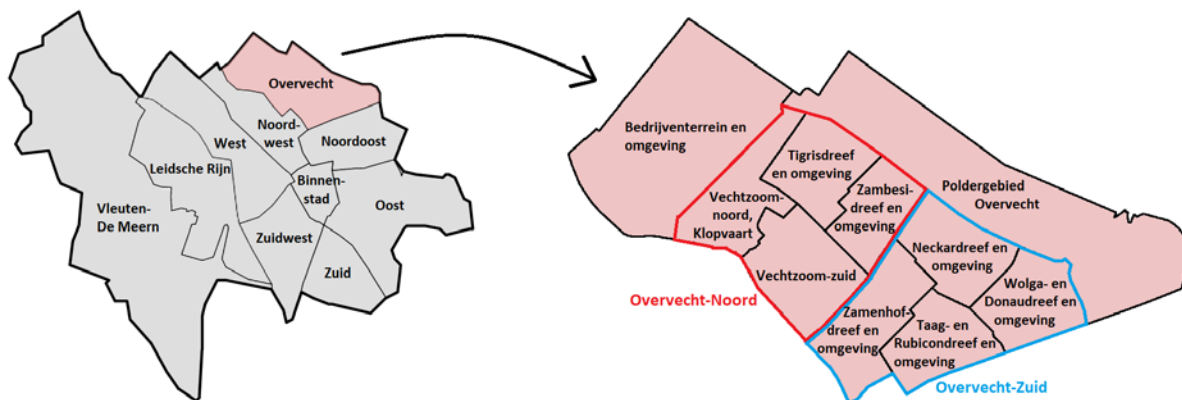 Overvecht
Noord-
west
Noordoost
West
Leidsche Rijn
Binnen-
stad
Oost
Vleuten-
De Meern
Zuidwest
Zuid
Bedrijventerrein en
omgeving
Tigrisdreef
en omgeving
Zambesi-
dreef en
omgeving
Poldergebied
Overvecht
Vechtzoom-
noord,
Klopvaart
Neckardreef en
omgeving
Vechtzoom-zuid
Wolga- en
Donaudreef en
omgeving
Overvecht-Noord
Zamenhof-
dreef en
omgeving
Taag- en
Rubicondreef en
omgeving
Overvecht-Zuid